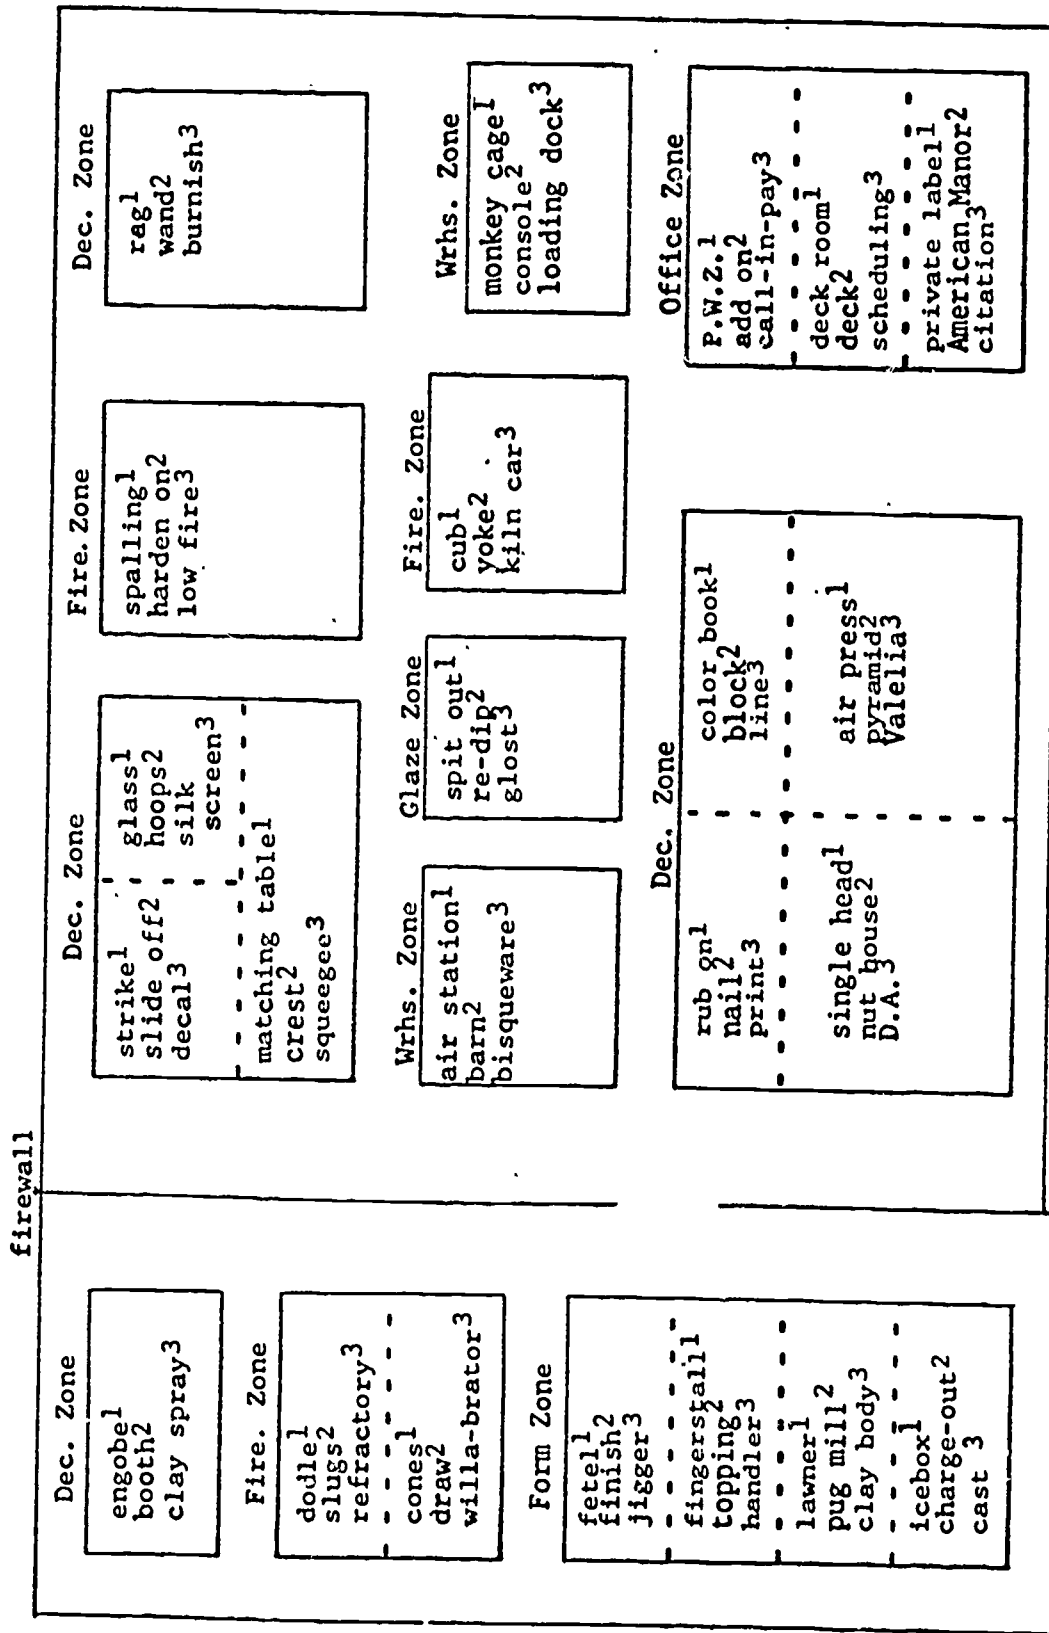 firewall
Dec. Zone
engobe¹
booth²
clay spray³
Fire. Zone
dodle¹
slugs²
refractory³
cones¹
draw²
willa-brator³
Form Zone
fetel¹
finish²
jigger³
fingerstall¹
topping²
handler³
lawner¹
pug mill²
clay body³
icebox¹
charge-out²
cast ³
Dec. Zone
strike¹
slide off²
decal³
glass¹
hoops²
silk
screen³
matching table¹
crest²
squeegee³
Fire. Zone
spalling¹
harden on²
low fire³
Dec. Zone
rag¹
wand²
burnish³
Wrhs. Zone
air station¹
barn²
bisqueware³
Glaze Zone
spit out¹
re-dip²
glost³
Fire. Zone
cub¹
yoke²
kiln car³
Wrhs. Zone
monkey cage¹
console²
loading dock³
Dec. Zone
rub on¹
nail²
print³
color book¹
block²
line³
single head¹
nut house²
D.A.³
air press¹
pyramid²
Valelia³
Office Zone
P.W.Z.¹
add on²
call-in-pay³
deck room¹
deck²
scheduling³
private label¹
American Manor²
citation³